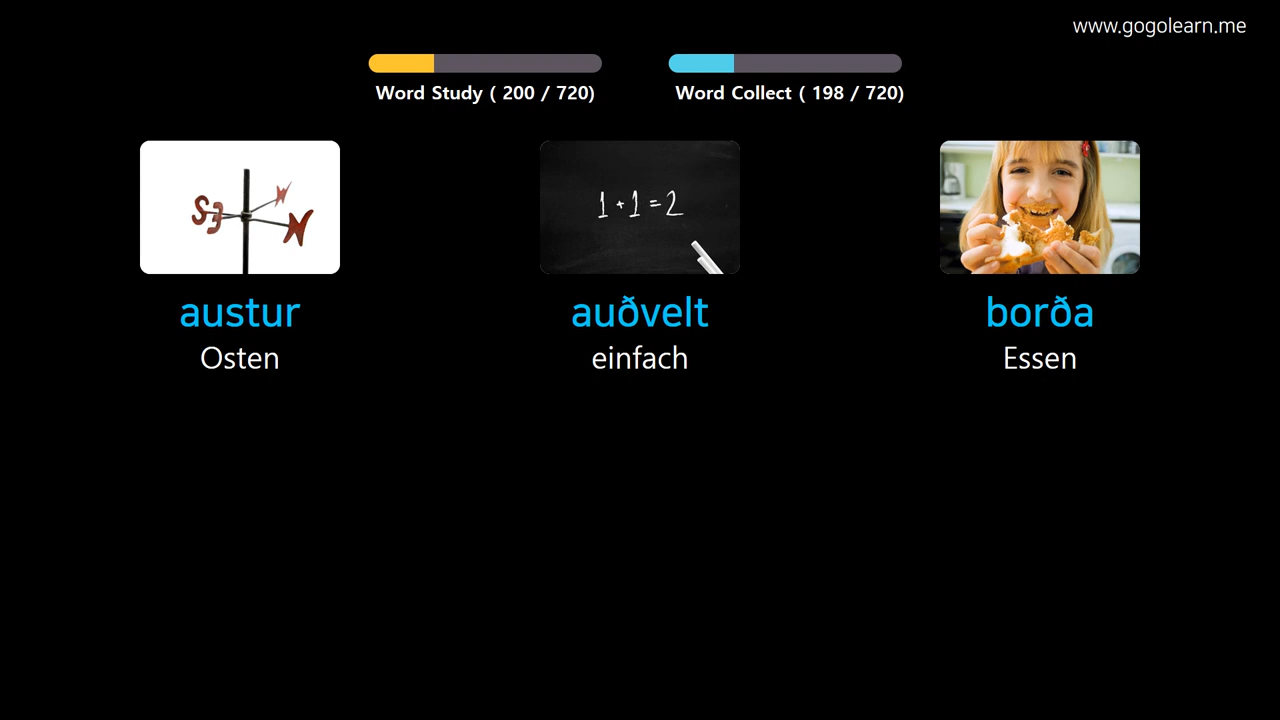 www.gogolearn.me
Word Study ( 200 / 720)
Word Collect ( 198 / 720)
S E N W
1 + 1 = 2
austur
auðvelt
borða
Osten
einfach
Essen